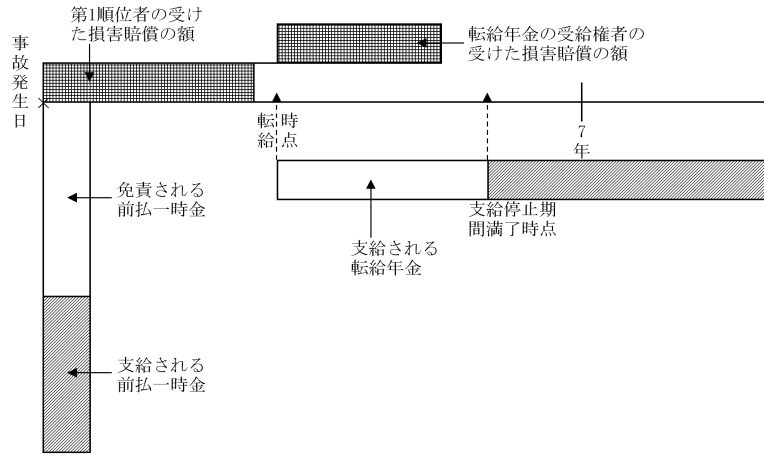 第1順位者の受け
た損害賠償の額
転給年金の受給権者の
受けた損害賠償の額
事故発生日
転給
時点
7年
免責される
前払一時金
支給される
転給年金
支給停止期
間満了時点
支給される
前払一時金